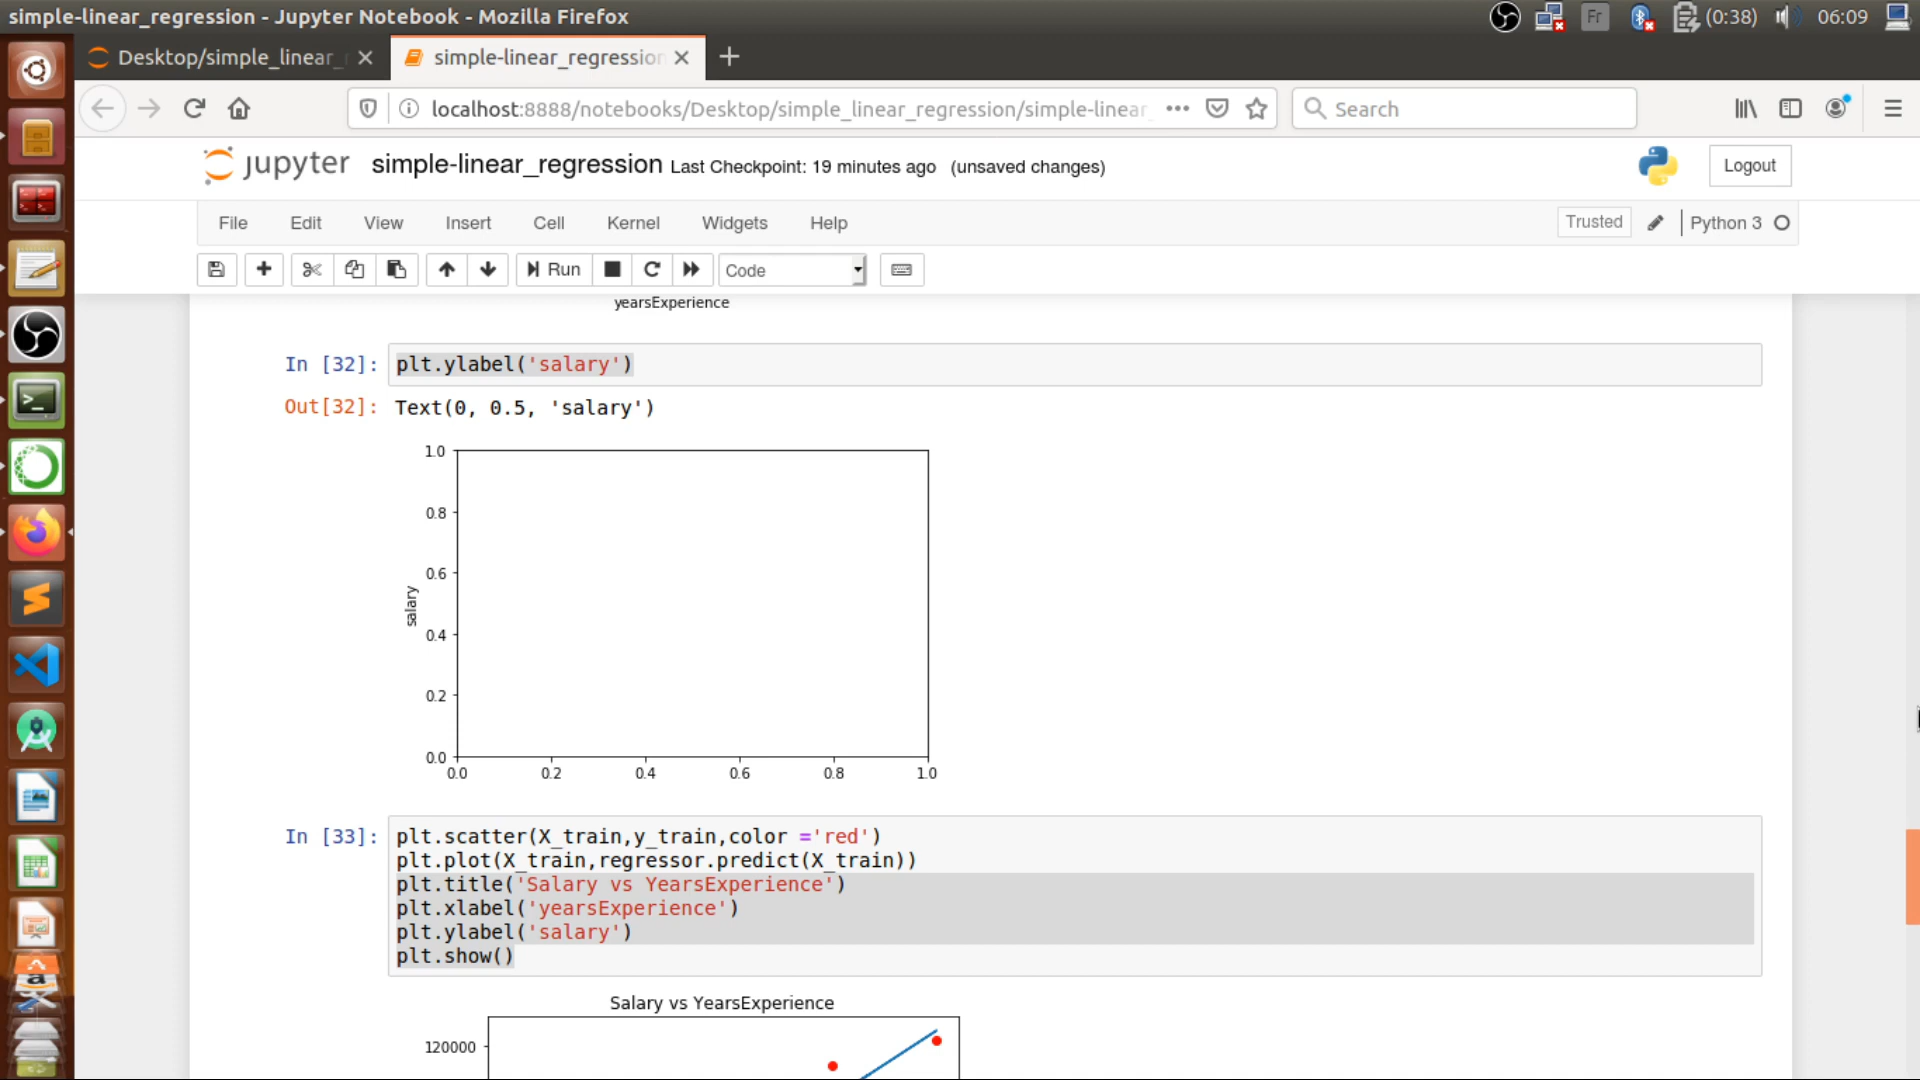 simple-linear_regression - Jupyter Notebook - Mozilla Firefox
Fr (0:38) 06:09
Desktop/simple_linear_
simple-linear_regression
localhost:8888/notebooks/Desktop/simple_linear_regression/simple-linear
Search
jupyter simple-linear_regression Last Checkpoint: 19 minutes ago (unsaved changes)
Logout
File Edit View Insert Cell Kernel Widgets Help
Trusted Python 3
Run Code
yearsExperience
In [32]: plt.ylabel('salary')
Out[32]: Text(0, 0.5, 'salary')
1.0
0.8
0.6
salary
0.4
0.2
0.0
0.0 0.2 0.4 0.6 0.8 1.0
In [33]: plt.scatter(X_train,y_train,color ='red')
plt.plot(X_train,regressor.predict(X_train))
plt.title('Salary vs YearsExperience')
plt.xlabel('yearsExperience')
plt.ylabel('salary')
plt.show()
Salary vs YearsExperience
120000